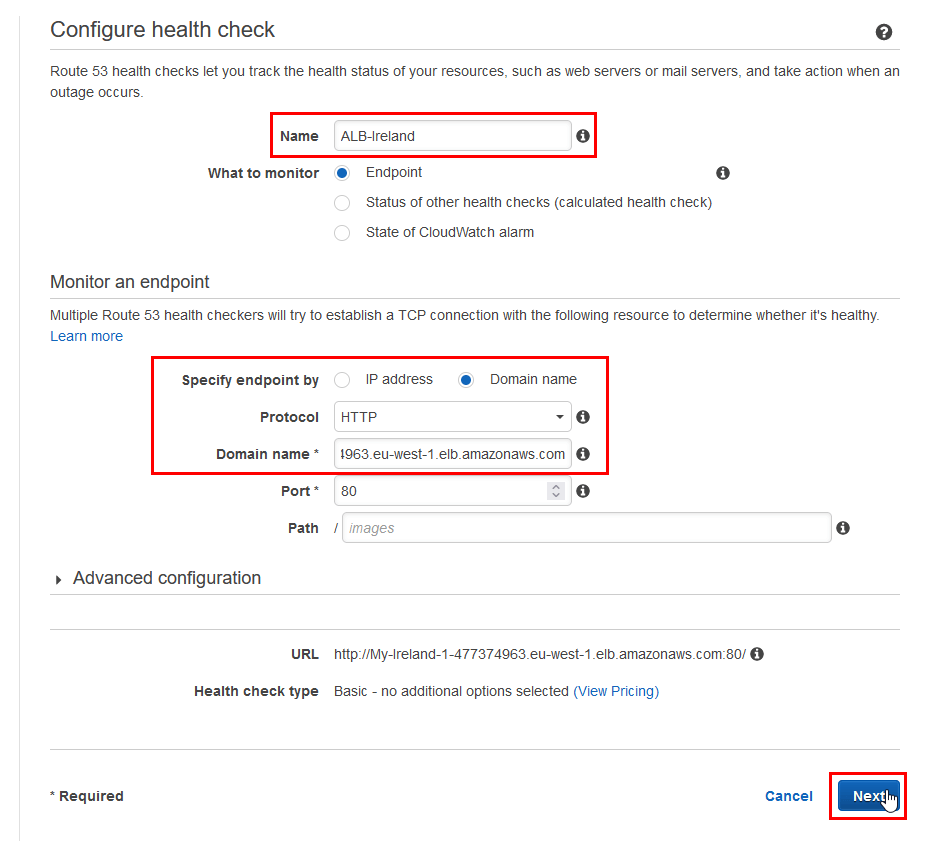 Configure health check
Route 53 health checks let you track the health status of your resources, such as web servers or mail servers, and take action when an
outage occurs.
Name ALB-Ireland
What to monitor Endpoint
Status of other health checks (calculated health check)
State of CloudWatch alarm
Monitor an endpoint
Multiple Route 53 health checkers will try to establish a TCP connection with the following resource to determine whether it's healthy.
Learn more
Specify endpoint by IP address Domain name
Protocol HTTP
Domain name * 4963.eu-west-1.elb.amazonaws.com
Port * 80
Path / images
Advanced configuration
URL http://My-Ireland-1-477374963.eu-west-1.elb.amazonaws.com:80/
Health check type Basic - no additional options selected (View Pricing)
* Required Cancel Next